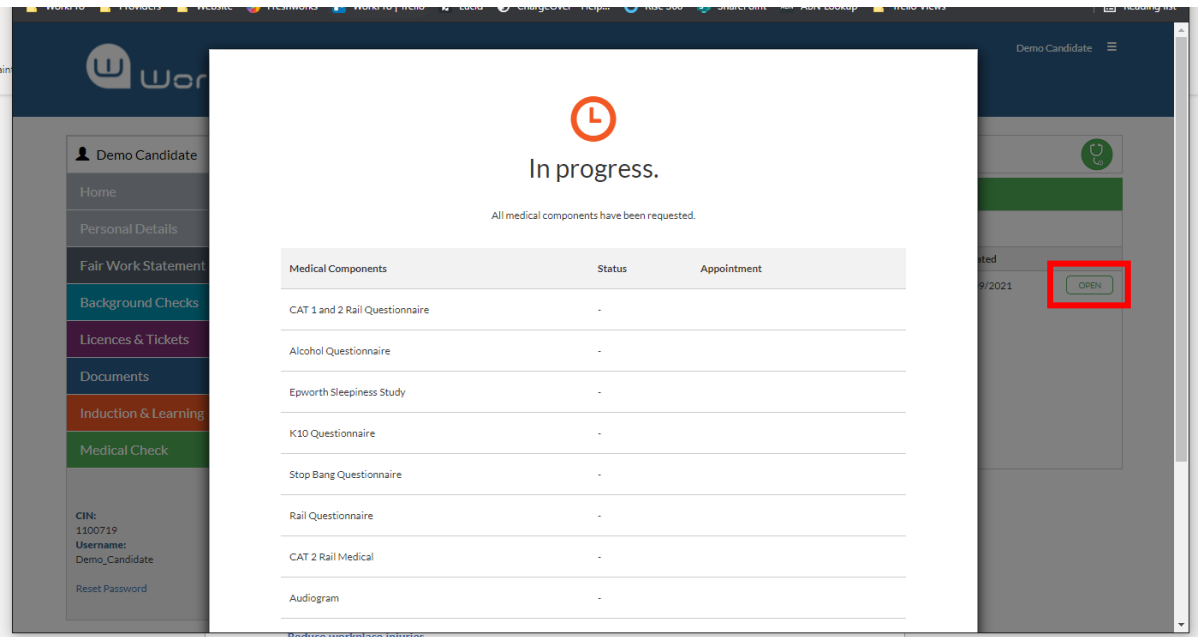 Demo Candidate
Demo Candidate
Home
Personal Details
Fair Work Statement
Background Checks
Licences & Tickets
Documents
Induction & Learning
Medical Check
CIN:
1100719
Username:
Demo_Candidate
Reset Password
In progress.
All medical components have been requested.
Medical Components Status Appointment
CAT 1 and 2 Rail Questionnaire -
Alcohol Questionnaire -
Epworth Sleepiness Study -
K10 Questionnaire -
Stop Bang Questionnaire -
Rail Questionnaire -
CAT 2 Rail Medical -
Audiogram -
9/2021 OPEN